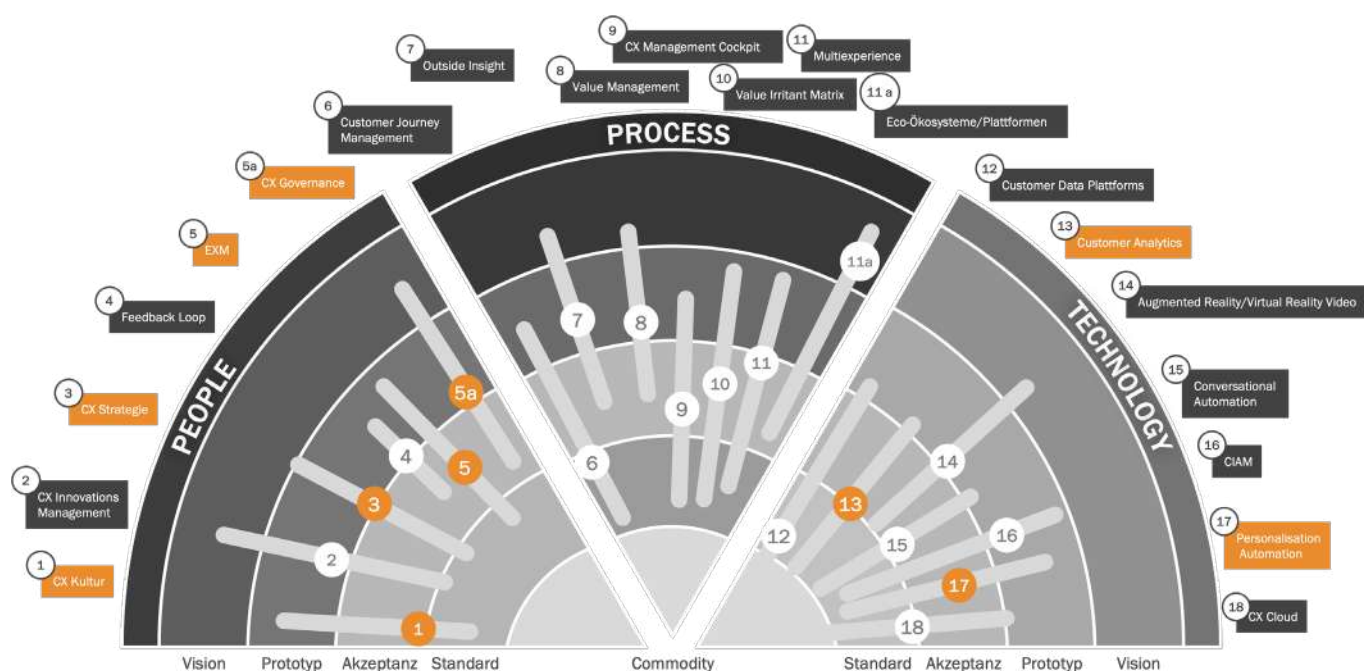 9
CX Management Cockpit
11
Multiexperience
7
Outside Insight
8
Value Management
10
Value Irritant Matrix
11 a
Eco-Ökosysteme/Plattformen
6
Customer Journey
Management
5a
CX Governance
12
Customer Data Plattforms
13
Customer Analytics
5
EXM
14
Augmented Reality/Virtual Reality Video
4
Feedback Loop
15
Conversational
Automation
3
CX Strategie
16
CIAM
2
CX Innovations
Management
17
Personalisation
Automation
1
CX Kultur
18
CX Cloud
PEOPLE
PROCESS
TECHNOLOGY
1
2
3
4
5
5a
6
7
8
9
10
11
11a
12
13
14
15
16
17
18
Vision Prototyp Akzeptanz Standard Commodity Standard Akzeptanz Prototyp Vision